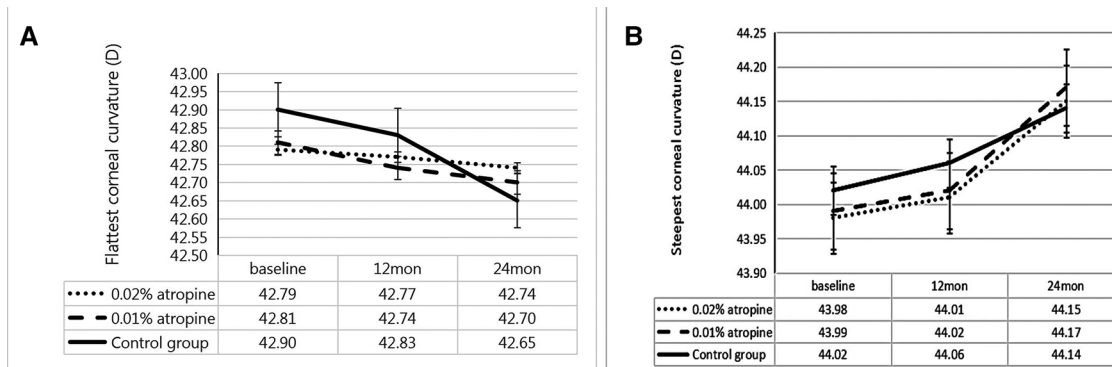 A
Flattest corneal curvature (D)
43.00
42.95
42.90
42.85
42.80
42.75
42.70
42.65
42.60
42.55
42.50
baseline 12mon 24mon
0.02% atropine 42.79 42.77 42.74
0.01% atropine 42.81 42.74 42.70
Control group 42.90 42.83 42.65
B
Steepest corneal curvature (D)
44.25
44.20
44.15
44.10
44.05
44.00
43.95
43.90
baseline 12mon 24mon
0.02% atropine 43.98 44.01 44.15
0.01% atropine 43.99 44.02 44.17
Control group 44.02 44.06 44.14